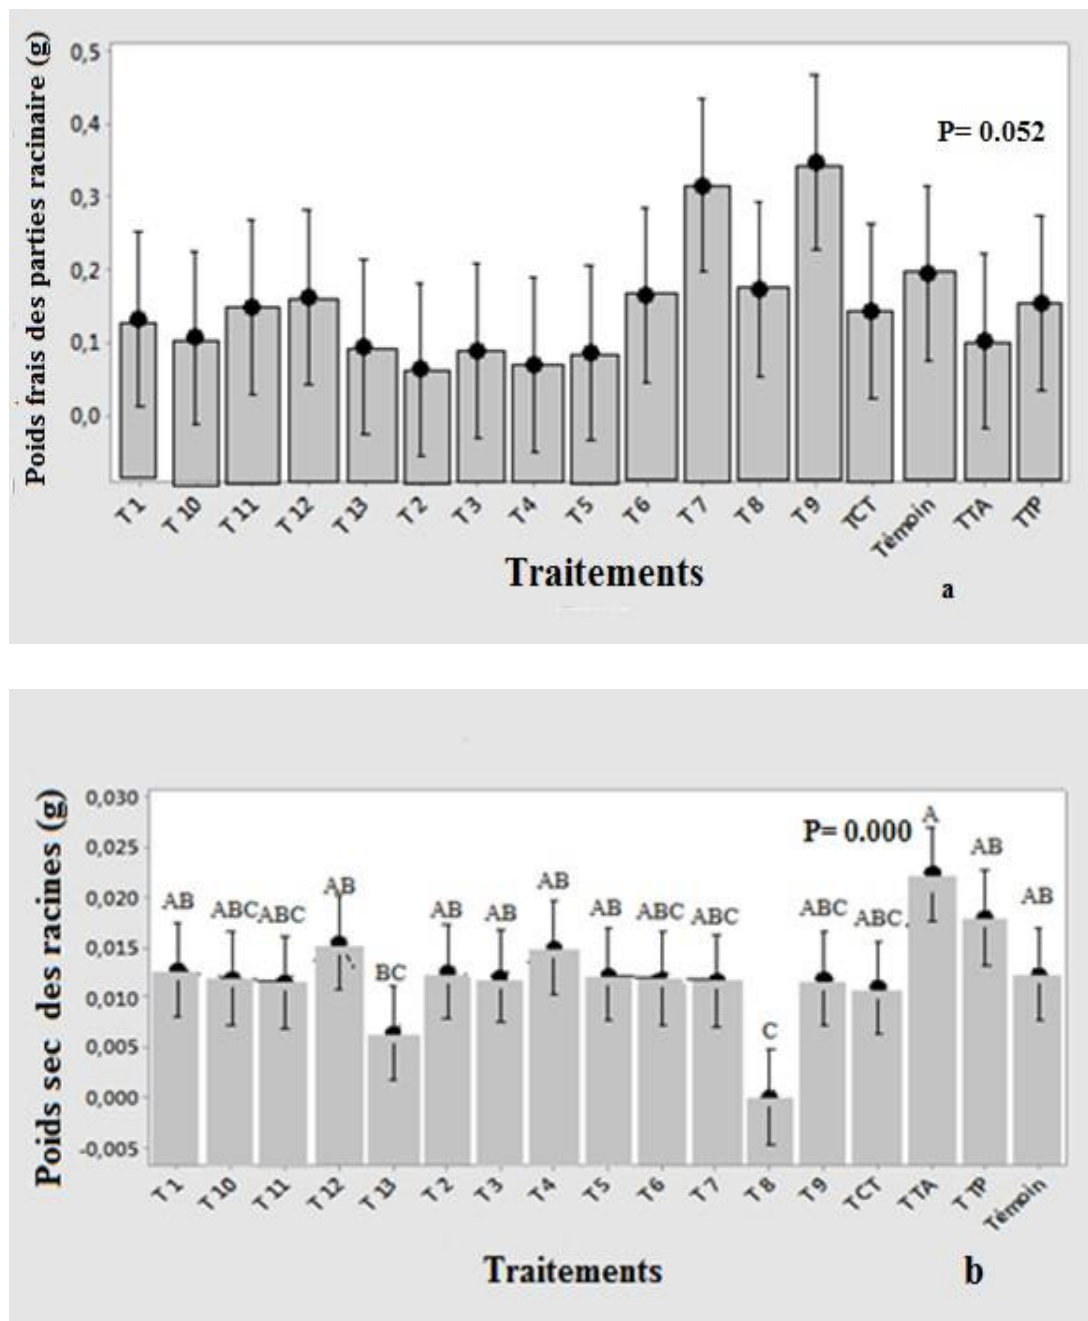 Poids frais des parties racinaire (g)
0,5
0,4
0,3
0,2
0,1
0,0
P= 0.052
T 1
T 10
T 11
T 12
T 13
T 2
T 3
T 4
T 5
T 6
T 7
T 8
T 9
TCT
Témoin
TTA
TTP
Traitements
a
Poids sec des racines (g)
0,030
0,025
0,020
0,015
0,010
0,005
0,000
-0,005
P= 0.000
AB
ABC
ABC
AB
BC
AB
AB
AB
AB
ABC
ABC
C
ABC
ABC
A
AB
AB
T 1
T 10
T 11
T 12
T 13
T 2
T 3
T 4
T 5
T 6
T 7
T 8
T 9
TCT
TTA
TTP
Témoin
Traitements
b